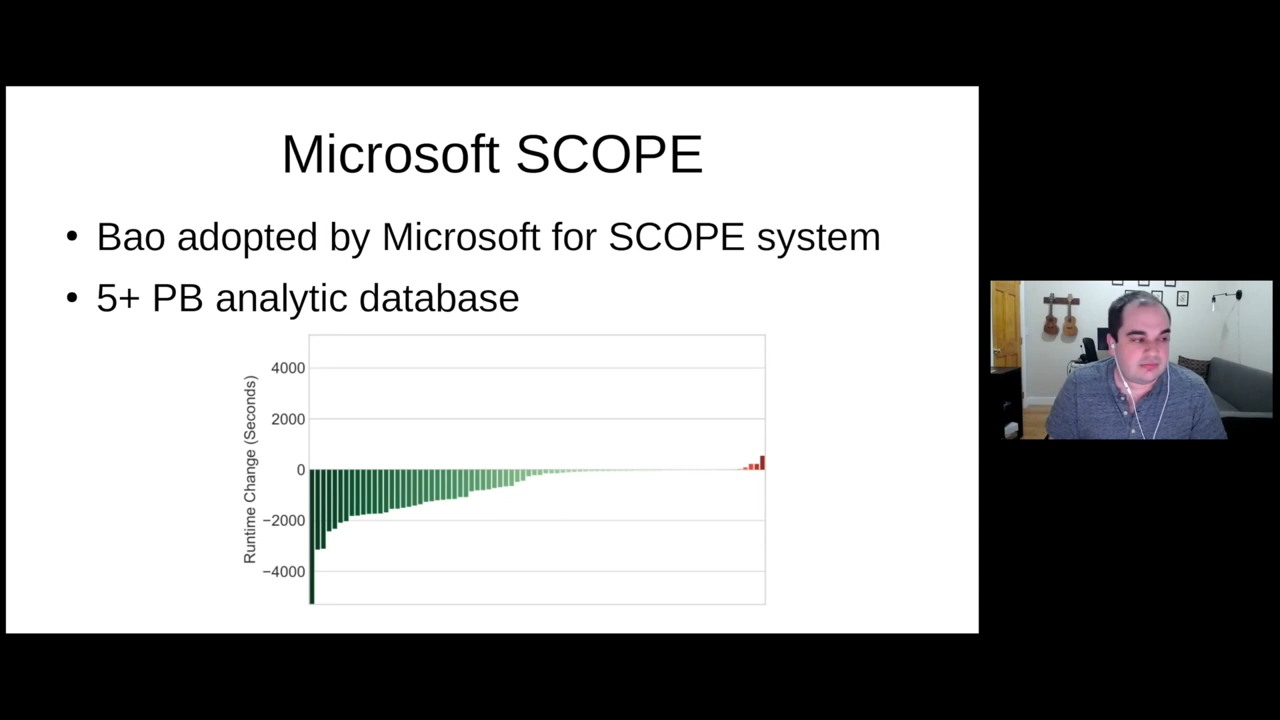 Microsoft SCOPE
• Bao adopted by Microsoft for SCOPE system
• 5+ PB analytic database
Runtime Change (Seconds)
4000
2000
0
−2000
−4000